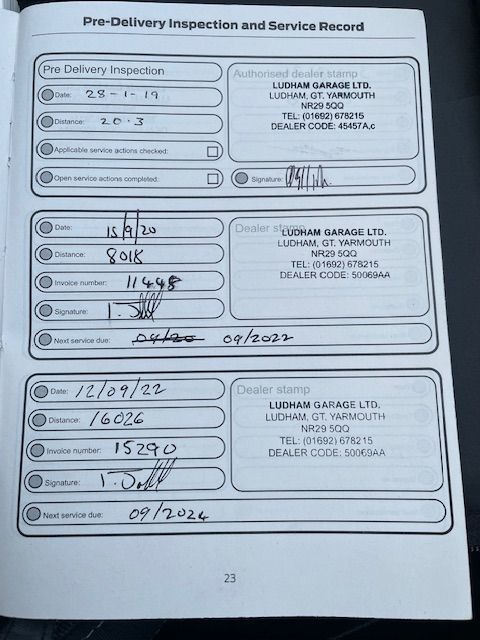 Pre-Delivery Inspection and Service Record
Pre Delivery Inspection
Date: 28-1-19
Distance: 20.3
Applicable service actions checked:
Open service actions completed:
Authorised dealer stamp
LUDHAM GARAGE LTD.
LUDHAM, GT. YARMOUTH
NR29 5QQ
TEL: (01692) 678215
DEALER CODE: 45457A,c
Signature:
Date: 15/9/20
Distance: 8018
Invoice number: 11448
Signature:
Next service due: 09/20 09/2022
Dealer stamp
LUDHAM GARAGE LTD.
LUDHAM, GT. YARMOUTH
NR29 5QQ
TEL: (01692) 678215
DEALER CODE: 50069AA
Date: 12/09/22
Distance: 16026
Invoice number: 15290
Signature:
Next service due: 09/2024
Dealer stamp
LUDHAM GARAGE LTD.
LUDHAM, GT. YARMOUTH
NR29 5QQ
TEL: (01692) 678215
DEALER CODE: 50069AA
23